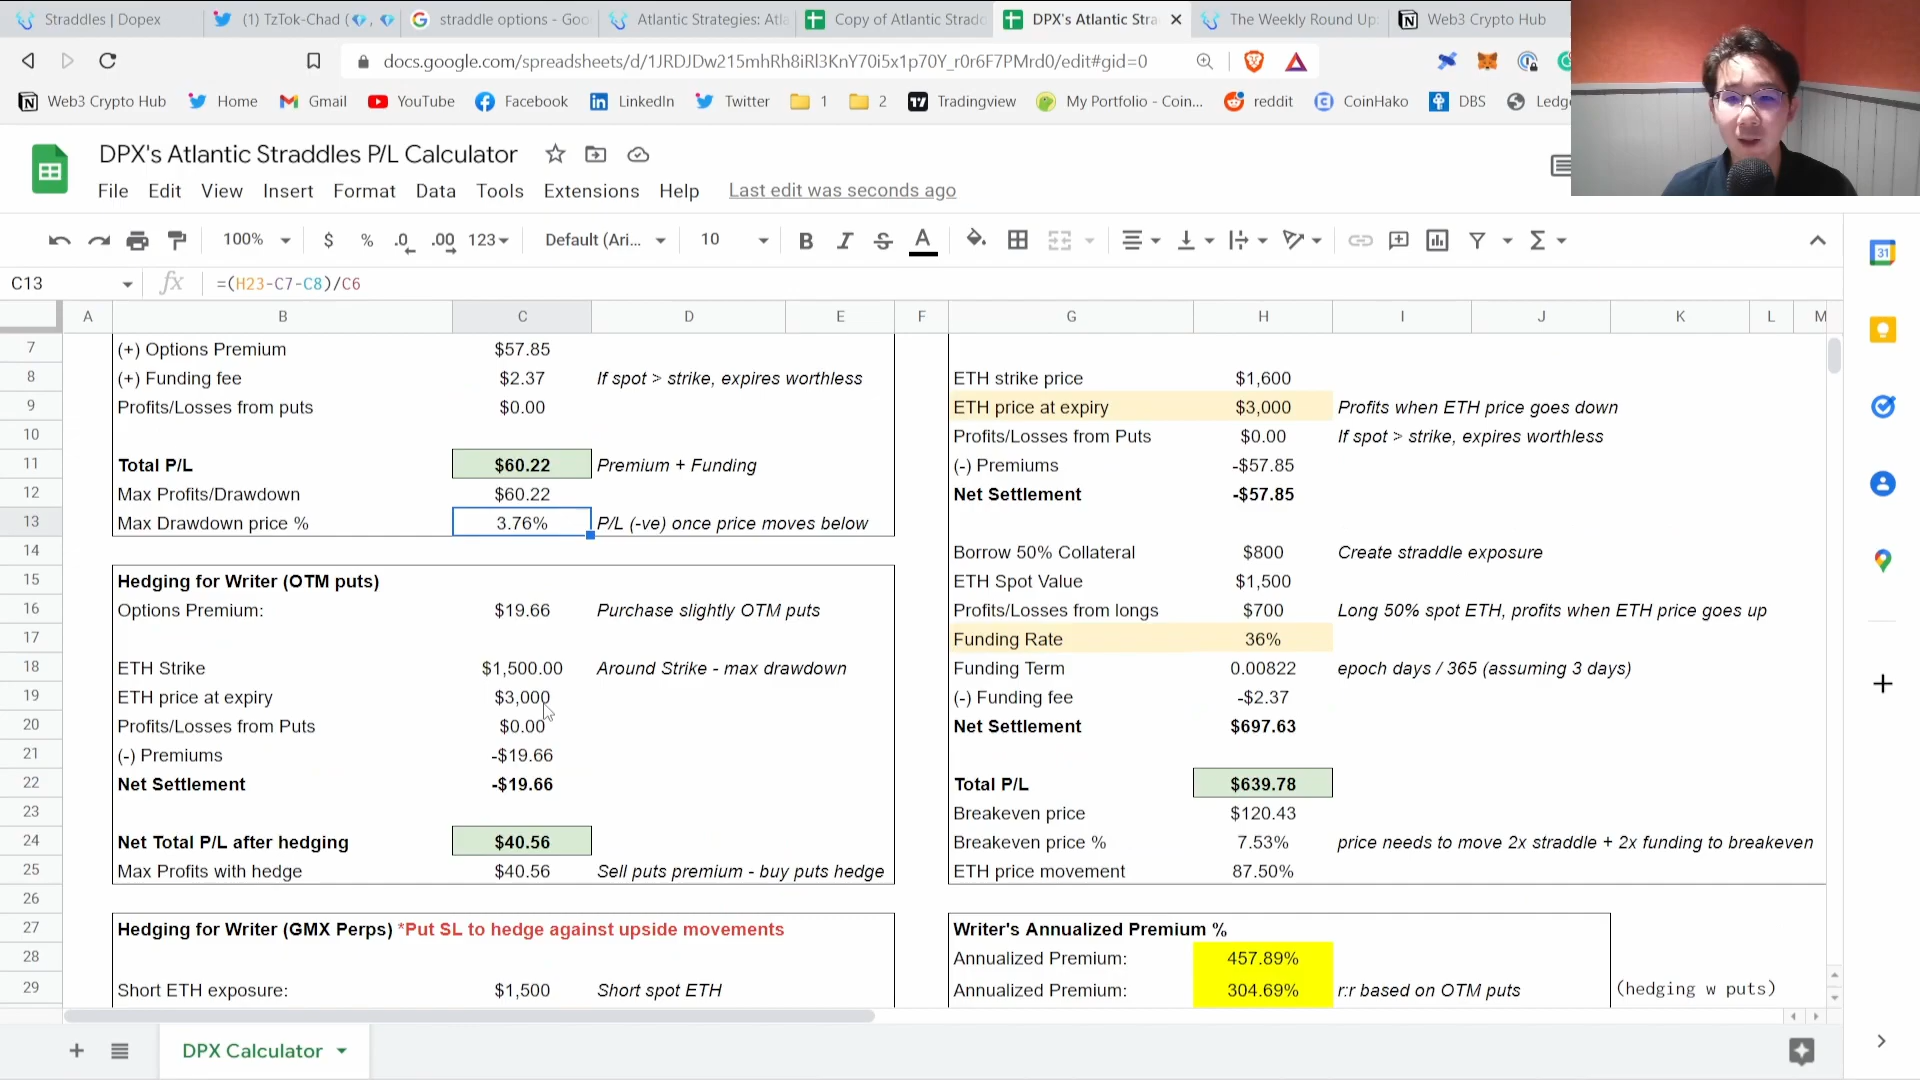 Straddles | Dopex
(1) TzTok-Chad (
straddle options - Goo
Atlantic Strategies: Atla
Copy of Atlantic Stradd
DPX's Atlantic Stra
The Weekly Round Up:
Web3 Crypto Hub
docs.google.com/spreadsheets/d/1JRDJDw215mhRh8iRl3KnY70i5x1p70Y_r0r6F7PMrd0/edit#gid=0
Web3 Crypto Hub
Home
Gmail
YouTube
Facebook
LinkedIn
Twitter
1
2
Tradingview
My Portfolio - Coin...
reddit
CoinHako
DBS
Ledg
DPX's Atlantic Straddles P/L Calculator
File Edit View Insert Format Data Tools Extensions Help Last edit was seconds ago
100% $ % .0 .00 123 Default (Ari... 10 B I S A
31
C13 fx =(H23-C7-C8)/C6
A B C D E F G H I J K L M
7 (+) Options Premium $57.85
8 (+) Funding fee $2.37 If spot > strike, expires worthless ETH strike price $1,600
9 Profits/Losses from puts $0.00 ETH price at expiry $3,000 Profits when ETH price goes down
10 Profits/Losses from Puts $0.00 If spot > strike, expires worthless
11 Total P/L $60.22 Premium + Funding (-) Premiums -$57.85
12 Max Profits/Drawdown $60.22 Net Settlement -$57.85
13 Max Drawdown price % 3.76% P/L (-ve) once price moves below
14 Borrow 50% Collateral $800 Create straddle exposure
15 Hedging for Writer (OTM puts) ETH Spot Value $1,500
16 Options Premium: $19.66 Purchase slightly OTM puts Profits/Losses from longs $700 Long 50% spot ETH, profits when ETH price goes up
17 Funding Rate 36%
18 ETH Strike $1,500.00 Around Strike - max drawdown Funding Term 0.00822 epoch days / 365 (assuming 3 days)
19 ETH price at expiry $3,000 (-) Funding fee -$2.37
20 Profits/Losses from Puts $0.00 Net Settlement $697.63
21 (-) Premiums -$19.66
22 Net Settlement -$19.66 Total P/L $639.78
23 Breakeven price $120.43
24 Net Total P/L after hedging $40.56 Breakeven price % 7.53% price needs to move 2x straddle + 2x funding to breakeven
25 Max Profits with hedge $40.56 Sell puts premium - buy puts hedge ETH price movement 87.50%
26
27 Hedging for Writer (GMX Perps) *Put SL to hedge against upside movements Writer's Annualized Premium %
28 Annualized Premium: 457.89%
29 Short ETH exposure: $1,500 Short spot ETH Annualized Premium: 304.69% r:r based on OTM puts (hedging w puts)
DPX Calculator